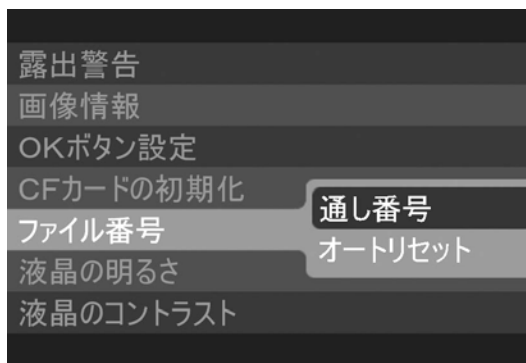 露出警告
画像情報
OKボタン設定
CFカードの初期化
ファイル番号
通し番号
オートリセット
液晶の明るさ
液晶のコントラスト